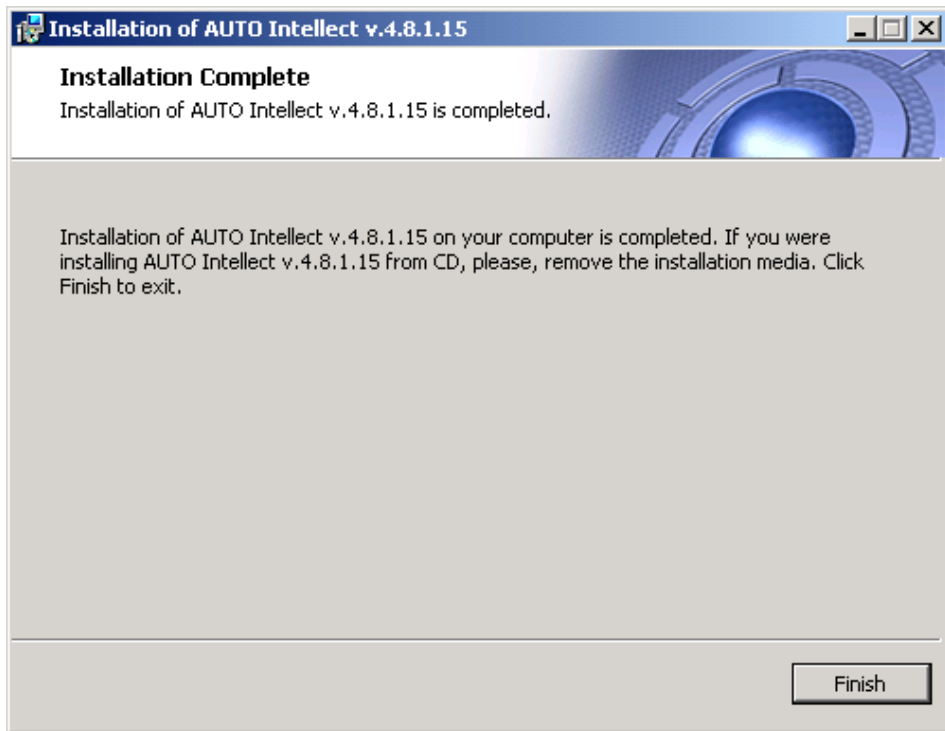 Installation of AUTO Intellect v.4.8.1.15
Installation Complete
Installation of AUTO Intellect v.4.8.1.15 is completed.
Installation of AUTO Intellect v.4.8.1.15 on your computer is completed. If you were
installing AUTO Intellect v.4.8.1.15 from CD, please, remove the installation media. Click
Finish to exit.
Finish